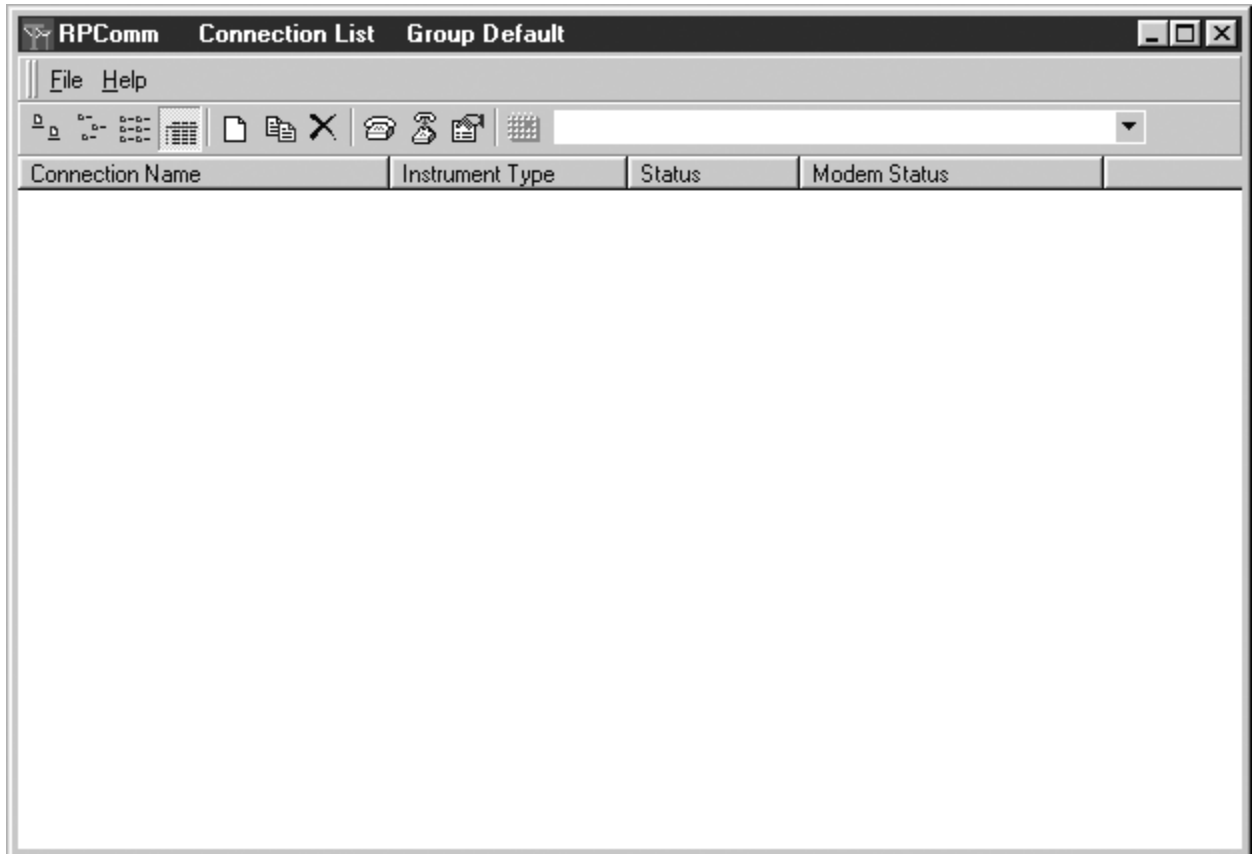 RPComm Connection List Group Default
File Help
Connection Name Instrument Type Status Modem Status